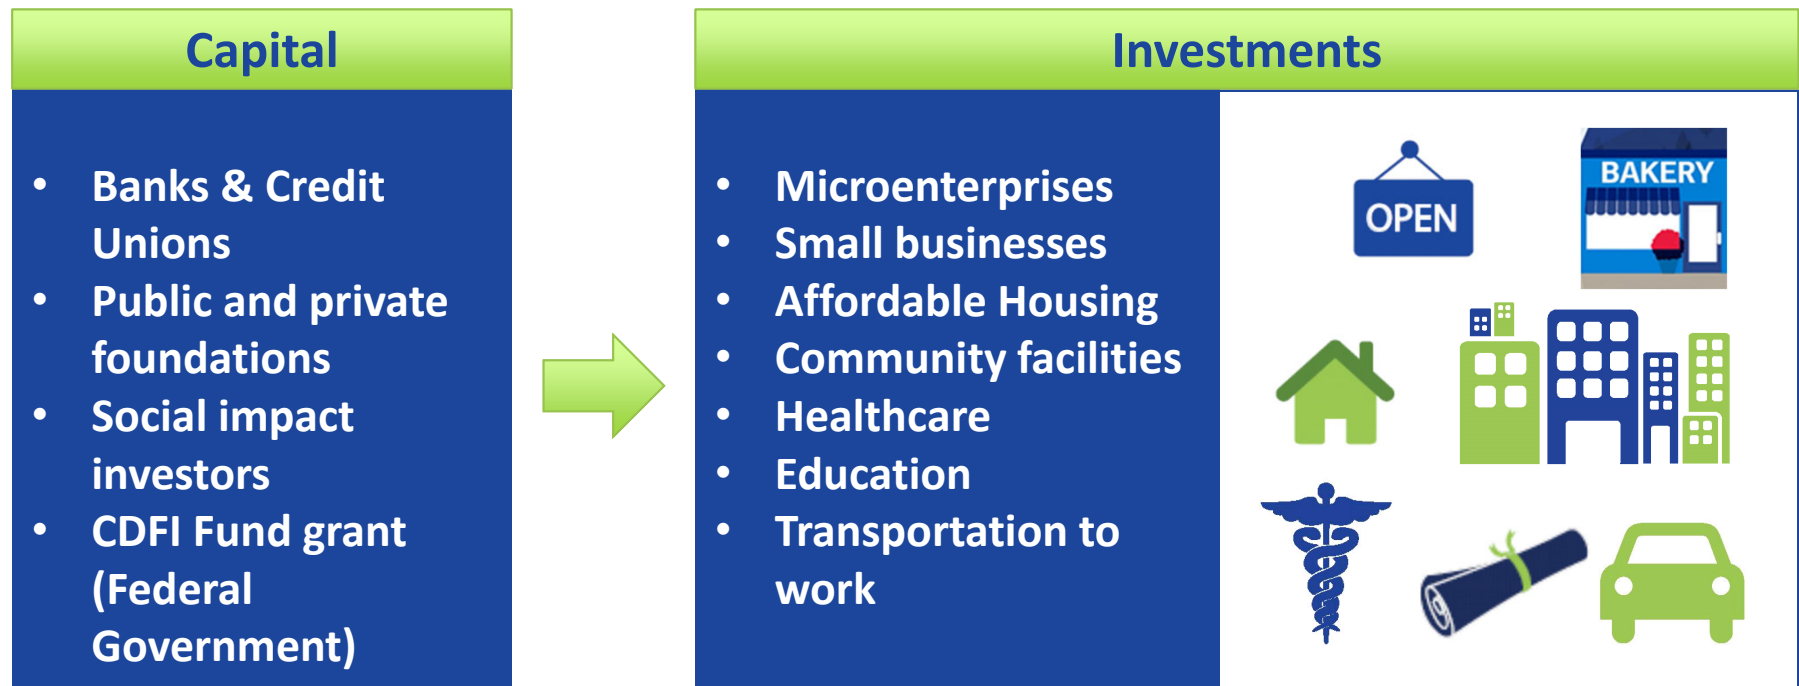 Capital
• Banks & Credit
Unions
• Public and private
foundations
• Social impact
investors
• CDFI Fund grant
(Federal
Government)
Investments
• Microenterprises
• Small businesses
• Affordable Housing
• Community facilities
• Healthcare
• Education
• Transportation to
work
OPEN
BAKERY